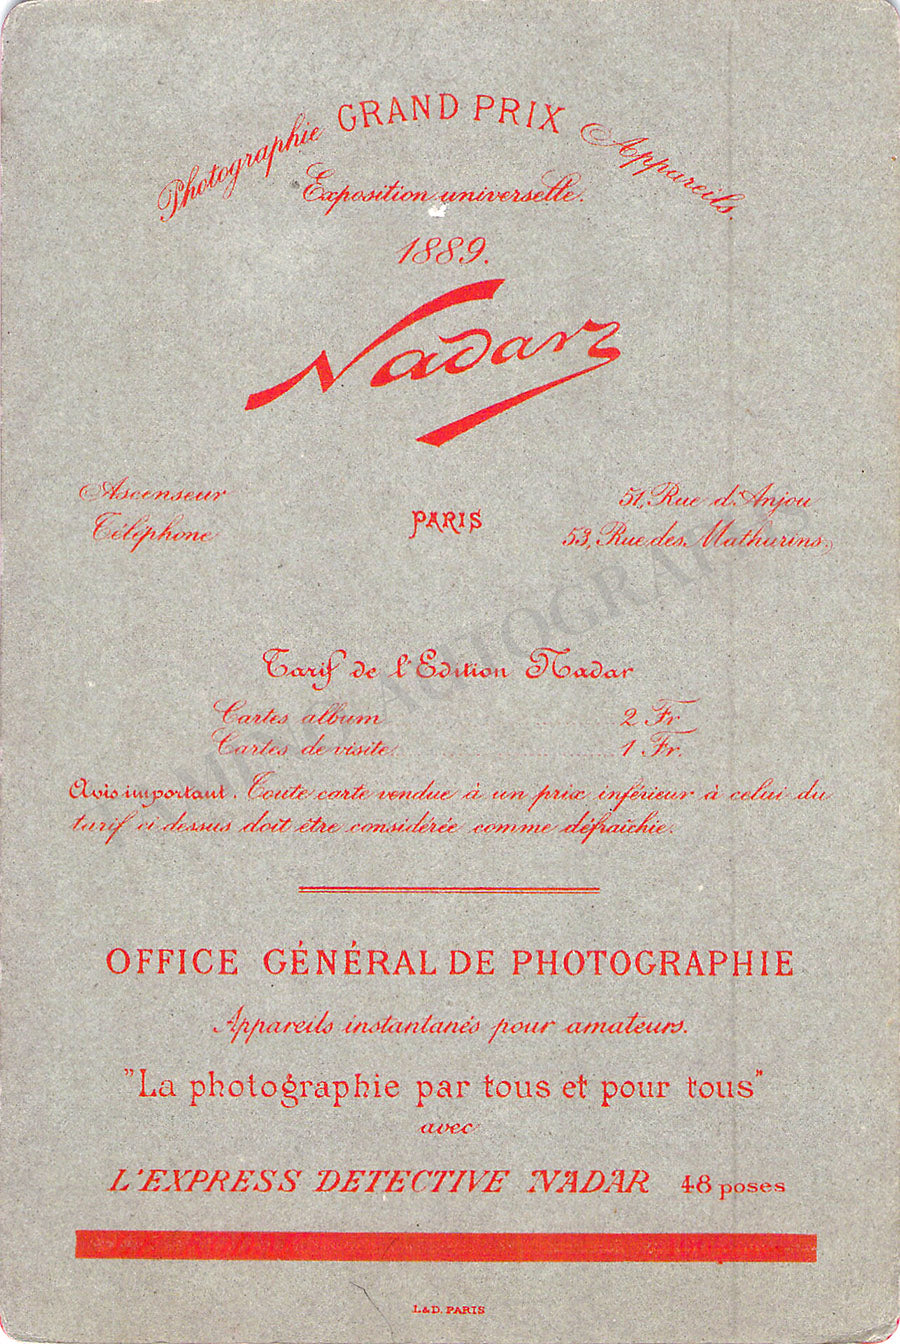 Photographie GRAND PRIX Appareils.
Exposition universelle.
1889.
Nadar
Ascenseur
Téléphone
PARIS
51, Rue d'Anjou
53, Rue des Mathurins,
Tarif de l'Edition Nadar
Cartes album 2 Fr.
Cartes de visite 1 Fr.
Avis important. Toute carte vendue à un prix inférieur à celui du
tarif ci dessus doit être considérée comme défraîchie.
OFFICE GÉNÉRAL DE PHOTOGRAPHIE
Appareils instantanés pour amateurs.
"La photographie par tous et pour tous"
avec
L'EXPRESS DETECTIVE NADAR 48 poses
L&D. PARIS